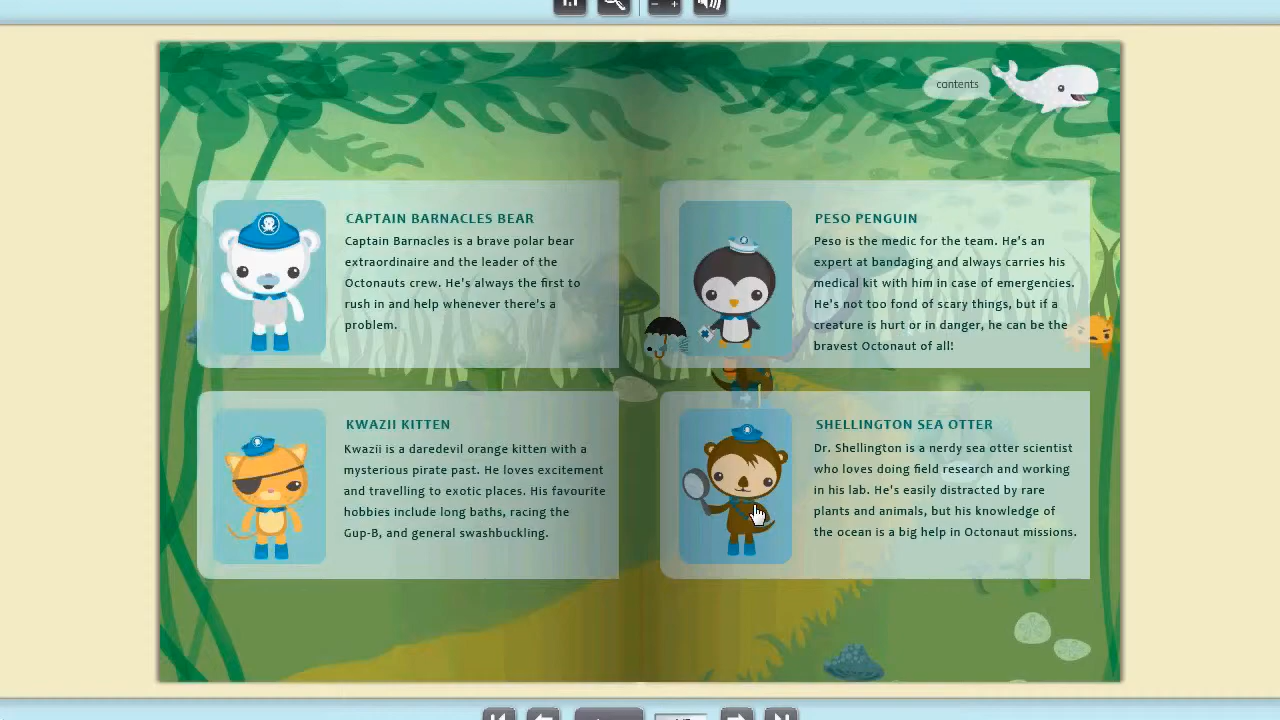 contents
CAPTAIN BARNACLES BEAR
Captain Barnacles is a brave polar bear
extraordinaire and the leader of the
Octonauts crew. He's always the first to
rush in and help whenever there's a
problem.
PESO PENGUIN
Peso is the medic for the team. He's an
expert at bandaging and always carries his
medical kit with him in case of emergencies.
He's not too fond of scary things, but if a
creature is hurt or in danger, he can be the
bravest Octonaut of all!
KWAZII KITTEN
Kwazii is a daredevil orange kitten with a
mysterious pirate past. He loves excitement
and travelling to exotic places. His favourite
hobbies include long baths, racing the
Gup-B, and general swashbuckling.
SHELLINGTON SEA OTTER
Dr. Shellington is a nerdy sea otter scientist
who loves doing field research and working
in his lab. He's easily distracted by rare
plants and animals, but his knowledge of
the ocean is a big help in Octonaut missions.